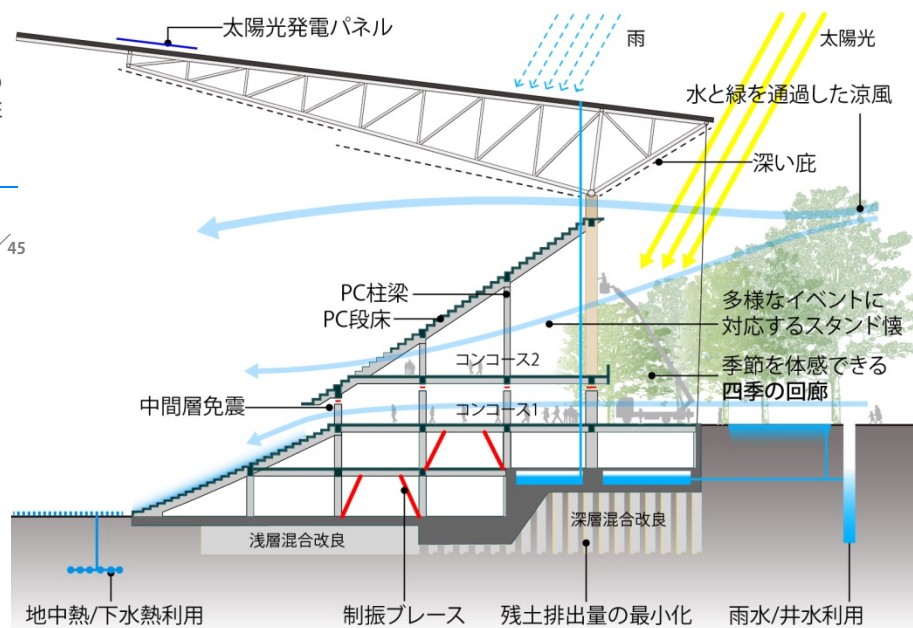 太陽光発電パネル
雨
太陽光
水と緑を通過した涼風
深い庇
45
PC柱梁
PC段床
多様なイベントに
対応するスタンド懐
コンコース2
季節を体感できる
四季の回廊
中間層免震
コンコース1
浅層混合改良
深層混合改良
地中熱/下水熱利用
制振ブレース
残土排出量の最小化
雨水/井水利用